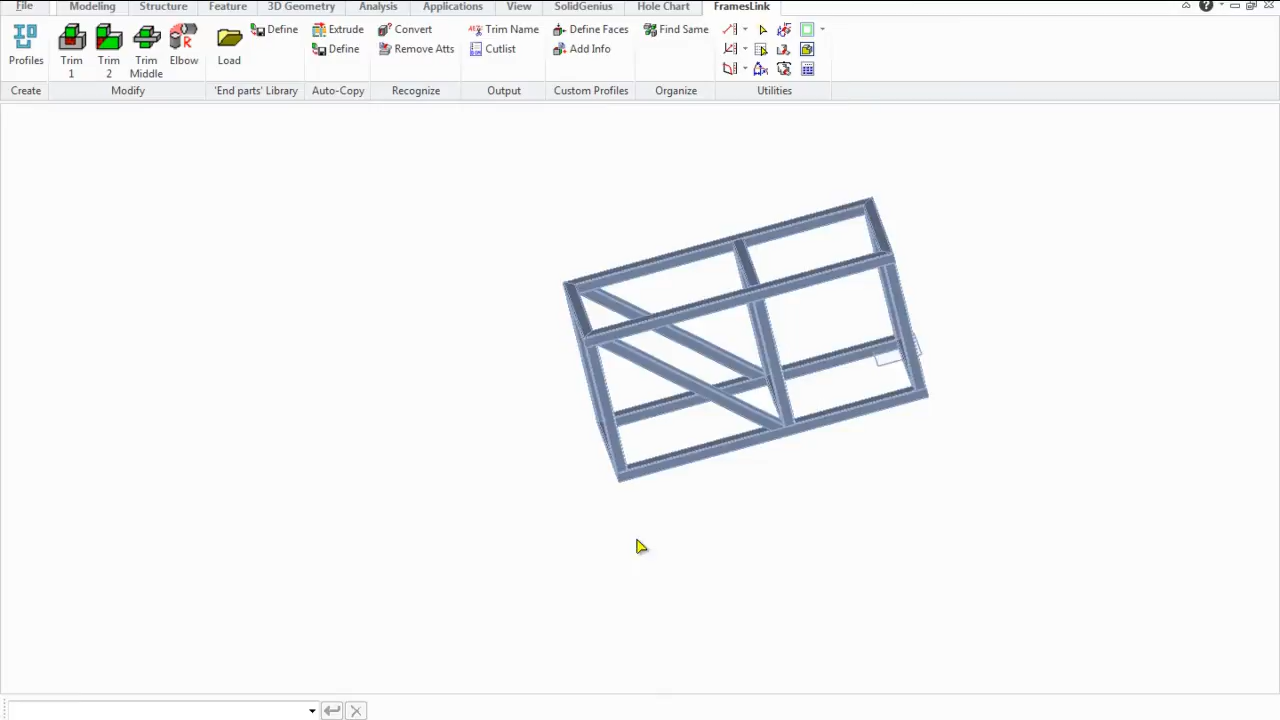 File Modeling Structure Feature 3D Geometry Analysis Applications View SolidGenius Hole Chart FramesLink
Profiles Trim 1 Trim 2 Trim Middle Elbow R Load Define Extrude Define Convert Remove Atts Trim Name Cutlist Define Faces Add Info Find Same
Create Modify 'End parts' Library Auto-Copy Recognize Output Custom Profiles Organize Utilities